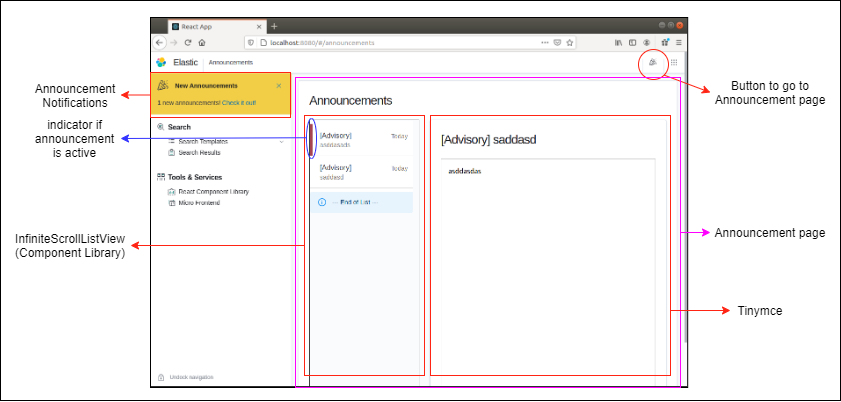 React App
localhost:8080/#/announcements
Elastic
Announcements
Announcement
Notifications
New Announcements
1 new announcements! Check it out!
Button to go to
Announcement page
indicator if
announcement
is active
Search
Search Templates
Search Results
Tools & Services
React Component Library
Micro Frontend
Announcements
[Advisory]
Today
asddasads
[Advisory]
Today
saddasd
--- End of List ---
[Advisory] saddasd
asddasdas
InfiniteScrollListView
(Component Library)
Announcement page
Tinymce
Undock navigation